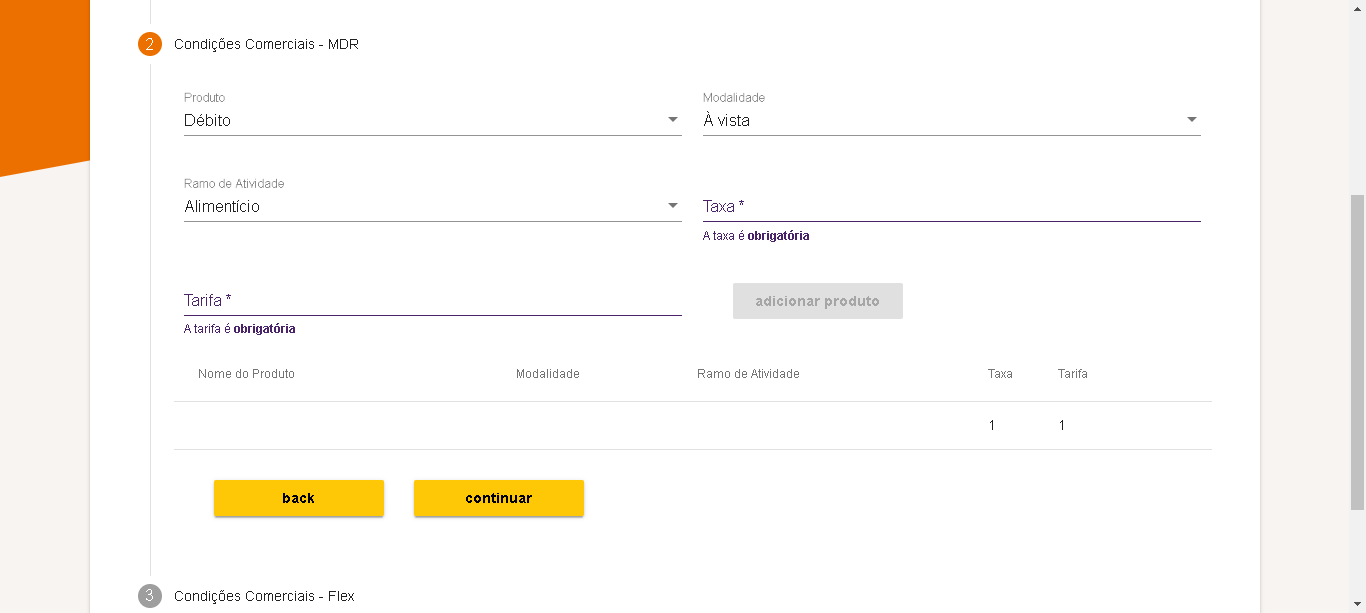 2 Condições Comerciais - MDR
Produto
Débito
Modalidade
À vista
Ramo de Atividade
Alimentício
Taxa *
A taxa é obrigatória
Tarifa *
A tarifa é obrigatória
adicionar produto
Nome do Produto Modalidade Ramo de Atividade Taxa Tarifa
1 1
back continuar
3 Condições Comerciais - Flex